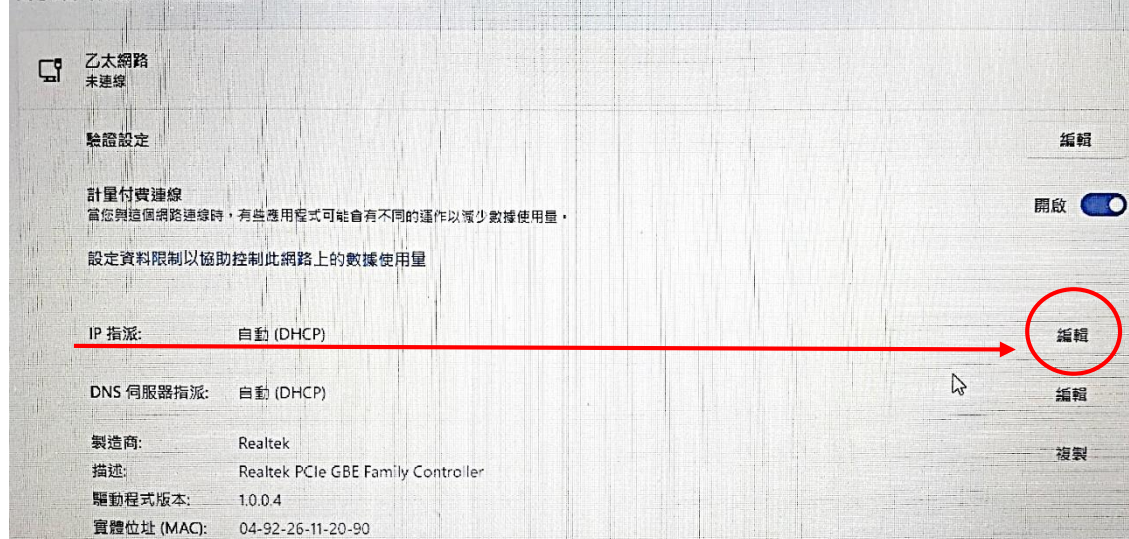 乙太網路
未連線
驗證設定 編輯
計量付費連線
當您與這個網路連線時，有些應用程式可能會有不同的運作以減少數據使用量。 開啟
設定資料限制以協助控制此網路上的數據使用量
IP 指派: 自動 (DHCP) 編輯
DNS 伺服器指派: 自動 (DHCP) 編輯
製造商: Realtek 複製
描述: Realtek PCIe GBE Family Controller
驅動程式版本: 1.0.0.4
實體位址 (MAC): 04-92-26-11-20-90